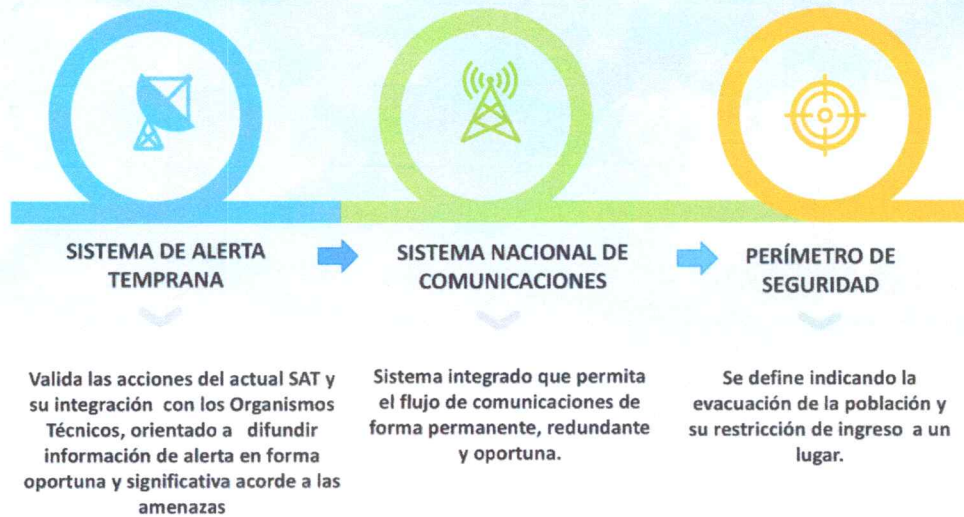 SISTEMA DE ALERTA
TEMPRANA
Valida las acciones del actual SAT y
su integración con los Organismos
Técnicos, orientado a difundir
información de alerta en forma
oportuna y significativa acorde a las
amenazas
SISTEMA NACIONAL DE
COMUNICACIONES
Sistema integrado que permita
el flujo de comunicaciones de
forma permanente, redundante
y oportuna.
PERÍMETRO DE
SEGURIDAD
Se define indicando la
evacuación de la población y
su restricción de ingreso a un
lugar.